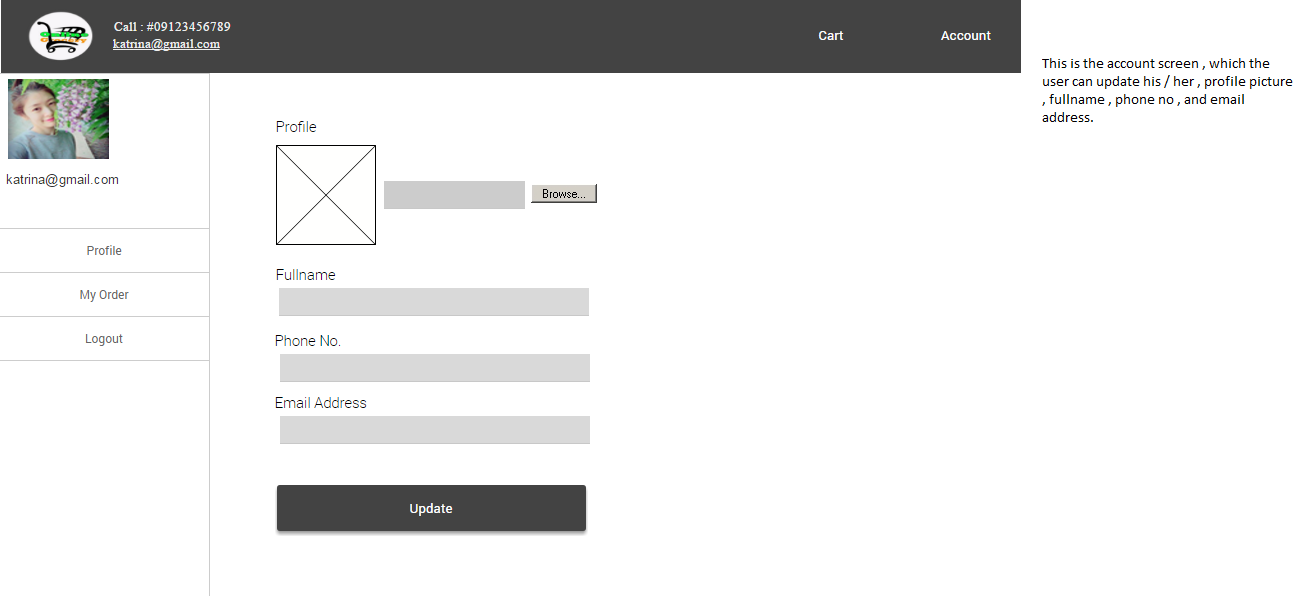 Call : #09123456789
katrina@gmail.com
Cart
Account
This is the account screen , which the
user can update his / her , profile picture
, fullname , phone no , and email
address.
katrina@gmail.com
Profile
My Order
Logout
Profile
Browse...
Fullname
Phone No.
Email Address
Update